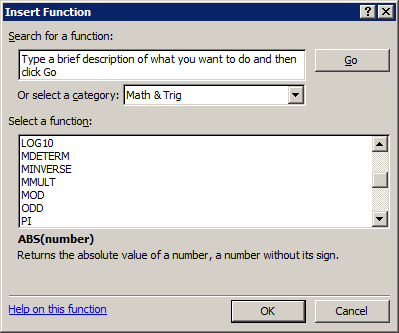 Insert Function
Search for a function:
Type a brief description of what you want to do and then
click Go
Go
Or select a category: Math & Trig
Select a function:
LOG10
MDETERM
MINVERSE
MMULT
MOD
ODD
PI
ABS(number)
Returns the absolute value of a number, a number without its sign.
Help on this function
OK
Cancel